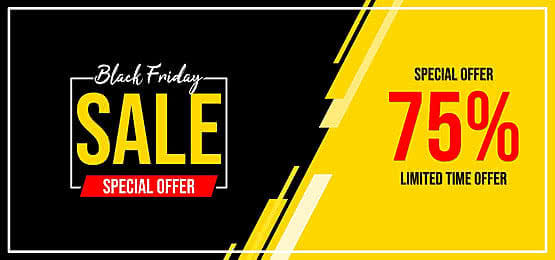 Black Friday
SALE
SPECIAL OFFER
SPECIAL OFFER
75%
LIMITED TIME OFFER